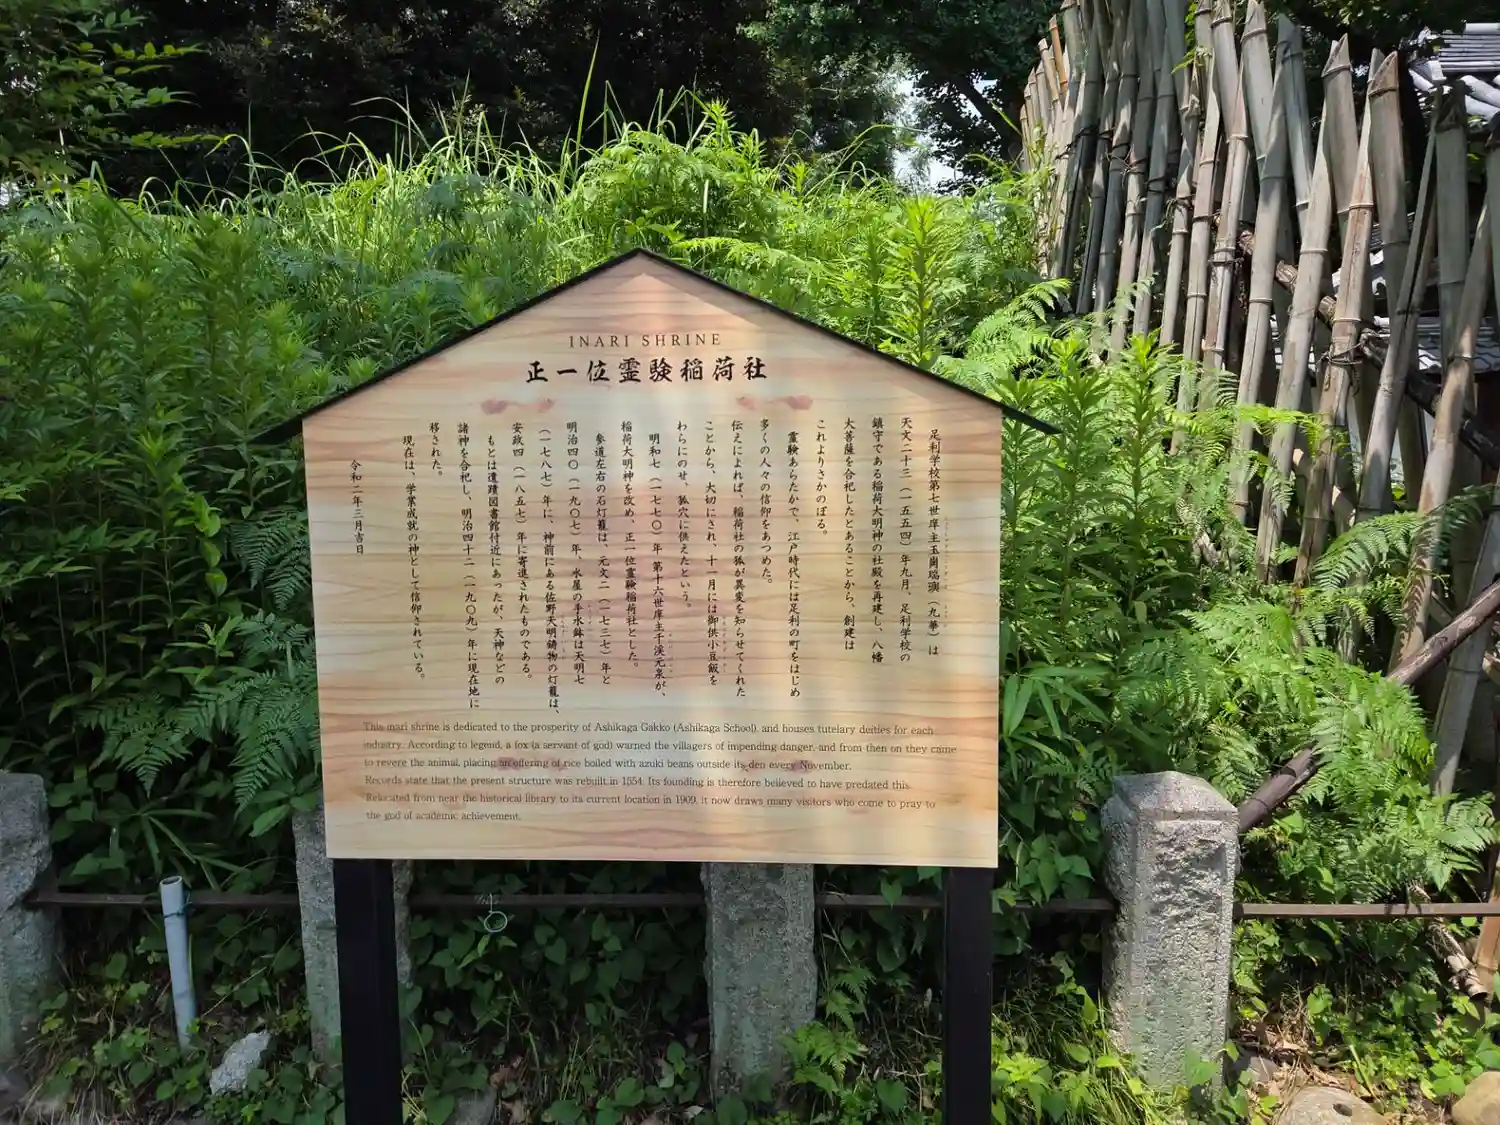 INARI SHRINE
正一位霊験稲荷社
足利学校第七世庠主玉崗瑞璵（九華）は
天文二十三（一五五四）年九月、足利学校の
鎮守である稲荷大明神の社殿を再建し、八幡
大菩薩を合祀したとあることから、創建は
これよりさかのぼる。
霊験あらたかで、江戸時代には足利の町をはじめ
多くの人々の信仰をあつめた。
伝えによれば、稲荷社の狐が異変を知らせてくれた
ことから、大切にされ、十一月には御供小豆飯を
わらにのせ、狐穴に供えたという。
明和七（一七七〇）年第十六世庠主千渓元泉が、
稲荷大明神を改め、正一位霊験稲荷社とした。
参道左右の石灯籠は、元文二（一七三七）年と
明治四〇（一九〇七）年、水屋の手水鉢は天明七
（一七八七）年に、神前にある佐野天明鋳物の灯籠は、
安政四（一八五七）年に寄進されたものである。
もとは遺蹟図書館付近にあったが、天神などの
諸神を合祀し、明治四十二（一九〇九）年に現在地に
移された。
現在は、学業成就の神として信仰されている。
令和二年三月吉日
This inari shrine is dedicated to the prosperity of Ashikaga Gakko (Ashikaga School), and houses tutelary deities for each
industry. According to legend, a fox (a servant of god) warned the villagers of impending danger, and from then on they came
to revere the animal, placing an offering of rice boiled with azuki beans outside its den every November.
Records state that the present structure was rebuilt in 1554. Its founding is therefore believed to have predated this.
Relocated from near the historical library to its current location in 1909, it now draws many visitors who come to pray to
the god of academic achievement.